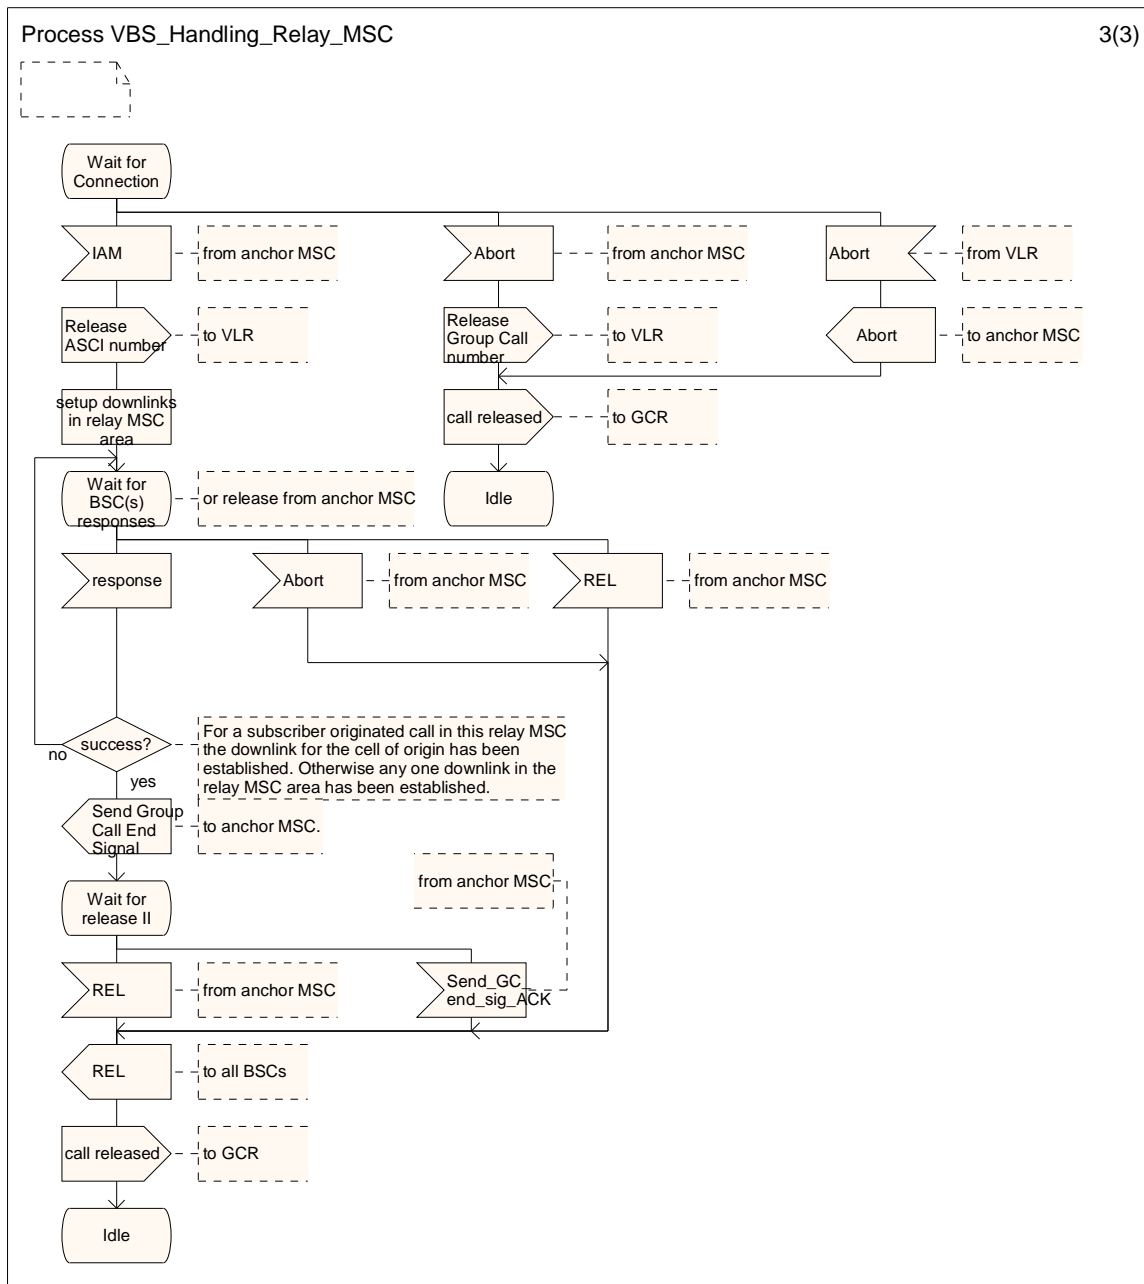 Process VBS_Handling_Relay_MSC
3(3)
Wait for
Connection
IAM
from anchor MSC
Abort
from anchor MSC
Abort
from VLR
Release
ASCI number
to VLR
Release
Group Call
number
to VLR
Abort
to anchor MSC
setup downlinks
in relay MSC
area
call released
to GCR
Wait for
BSC(s)
responses
or release from anchor MSC
Idle
response
Abort
from anchor MSC
REL
from anchor MSC
success?
no
yes
For a subscriber originated call in this relay MSC
the downlink for the cell of origin has been
established. Otherwise any one downlink in the
relay MSC area has been established.
Send Group
Call End
Signal
to anchor MSC.
from anchor MSC
Wait for
release II
REL
from anchor MSC
Send_GC_
end_sig_ACK
REL
to all BSCs
call released
to GCR
Idle